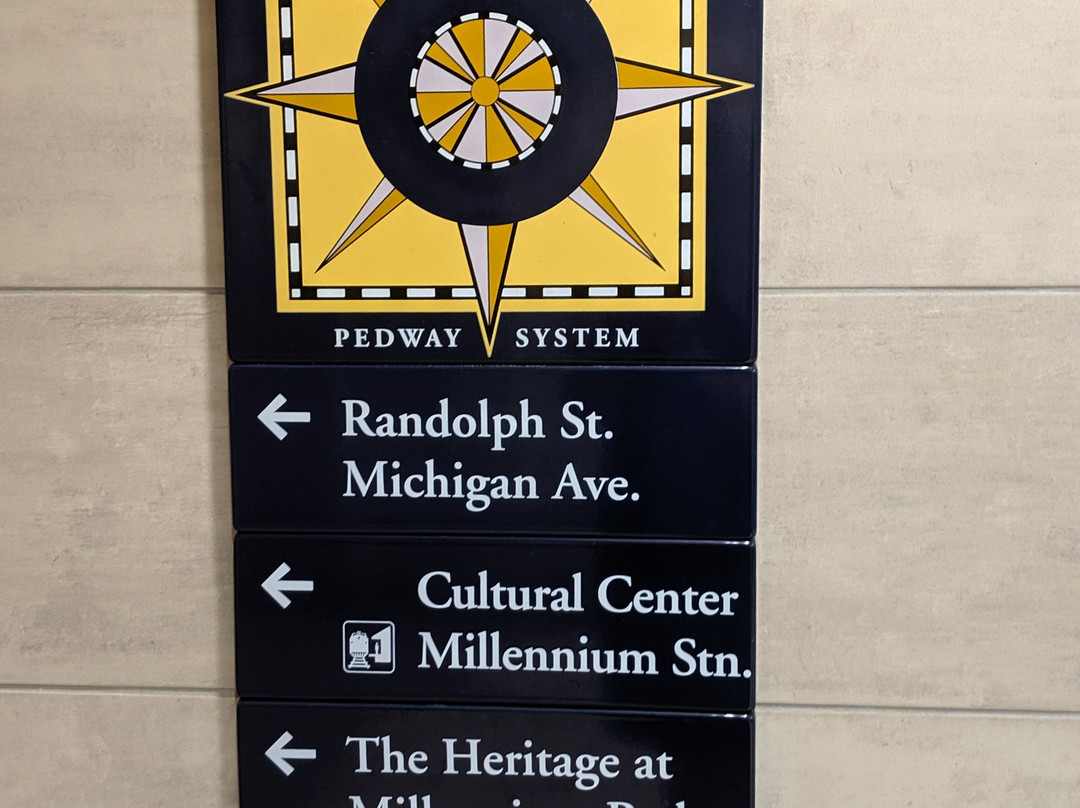 PEDWAY SYSTEM
← Randolph St.
Michigan Ave.
← Cultural Center
Millennium Stn.
← The Heritage at